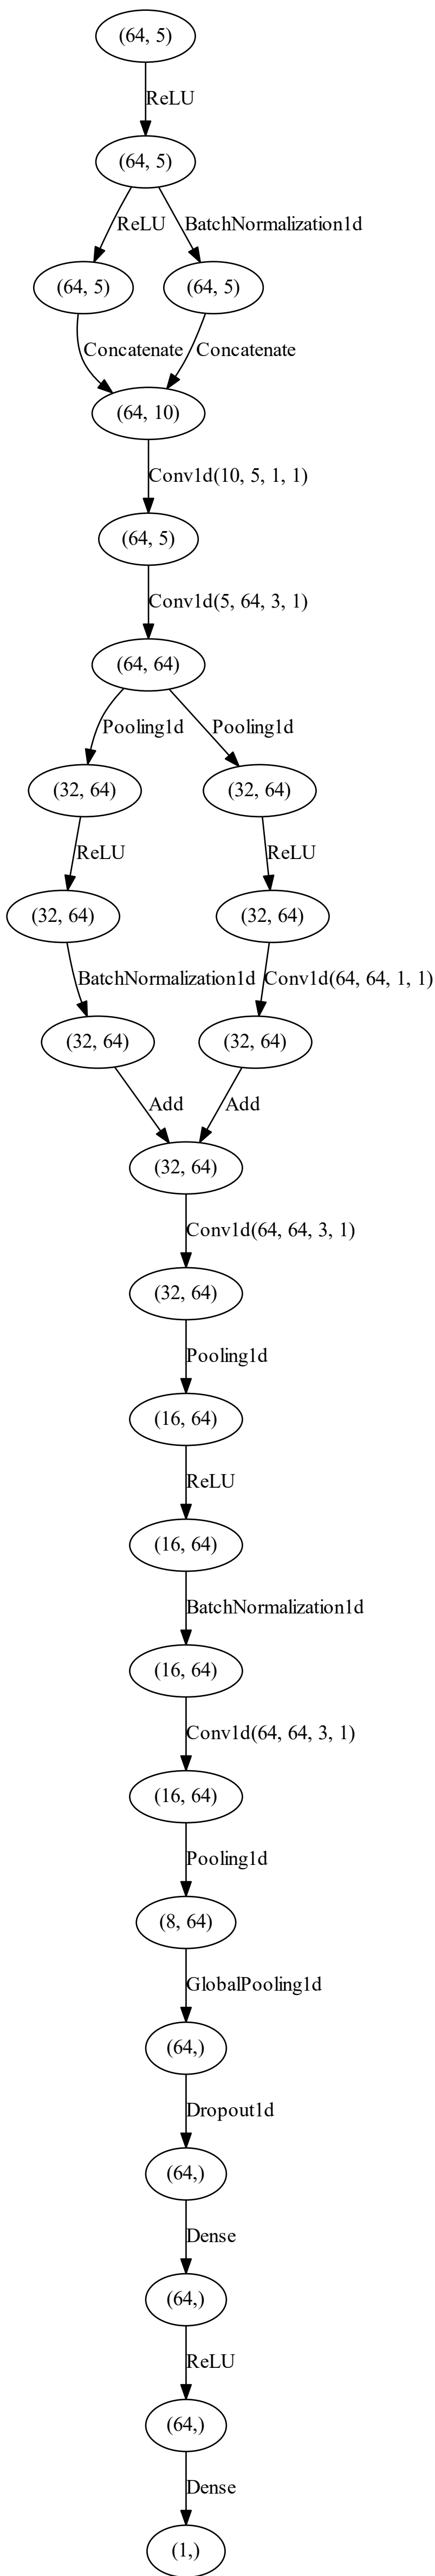 (64, 5)
ReLU
(64, 5)
ReLU BatchNormalization1d
(64, 5) (64, 5)
Concatenate Concatenate
(64, 10)
Conv1d(10, 5, 1, 1)
(64, 5)
Conv1d(5, 64, 3, 1)
(64, 64)
Pooling1d Pooling1d
(32, 64) (32, 64)
ReLU ReLU
(32, 64) (32, 64)
BatchNormalization1d Conv1d(64, 64, 1, 1)
(32, 64) (32, 64)
Add Add
(32, 64)
Conv1d(64, 64, 3, 1)
(32, 64)
Pooling1d
(16, 64)
ReLU
(16, 64)
BatchNormalization1d
(16, 64)
Conv1d(64, 64, 3, 1)
(16, 64)
Pooling1d
(8, 64)
GlobalPooling1d
(64,)
Dropout1d
(64,)
Dense
(64,)
ReLU
(64,)
Dense
(1,)